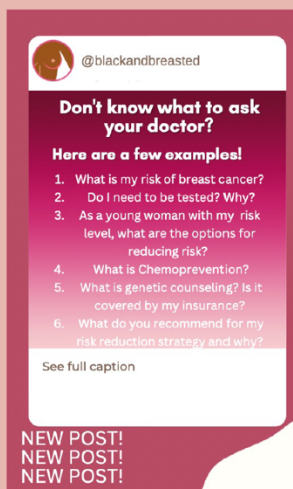 @blackandbreasted
Don't know what to ask
your doctor?
Here are a few examples!
1. What is my risk of breast cancer?
2. Do I need to be tested? Why?
3. As a young woman with my risk
level, what are the options for
reducing risk?
4. What is Chemoprevention?
5. What is genetic counseling? Is it
covered by my insurance?
6. What do you recommend for my
risk reduction strategy and why?
See full caption
NEW POST!
NEW POST!
NEW POST!